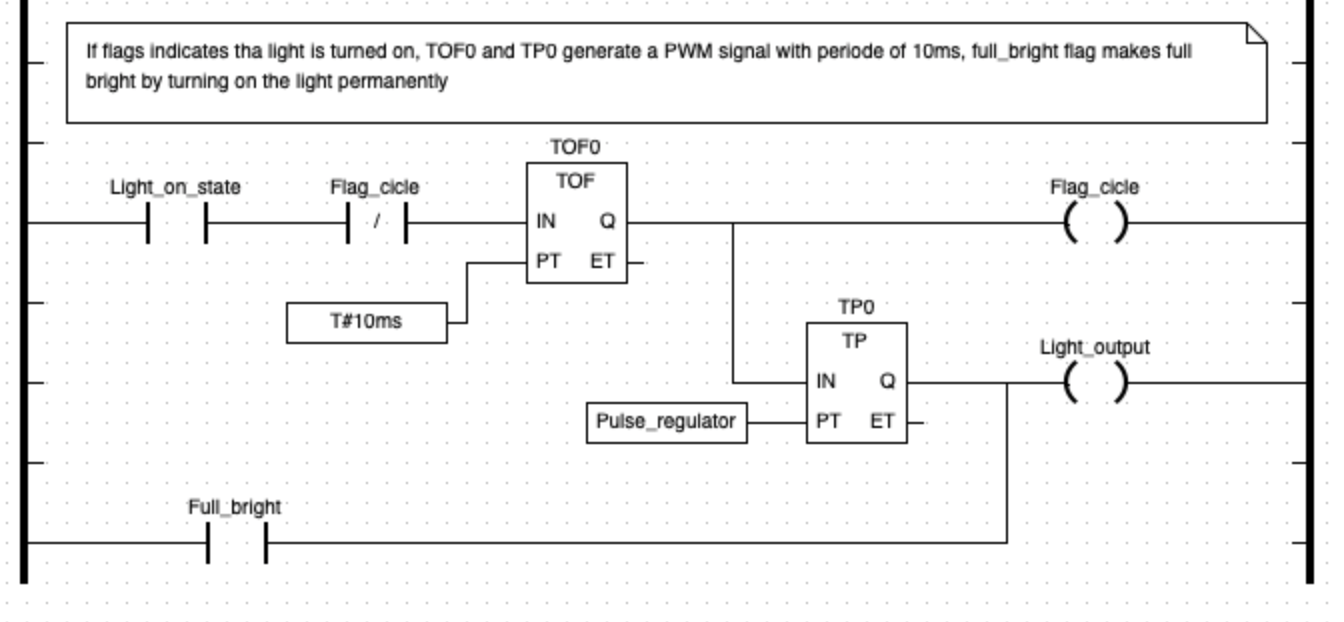 If flags indicates tha light is turned on, TOF0 and TP0 generate a PWM signal with periode of 10ms, full_bright flag makes full
bright by turning on the light permanently
TOF0
Light_on_state Flag_cicle TOF Flag_cicle
/ IN Q
PT ET
T#10ms
TP0
TP Light_output
IN Q
Pulse_regulator PT ET
Full_bright